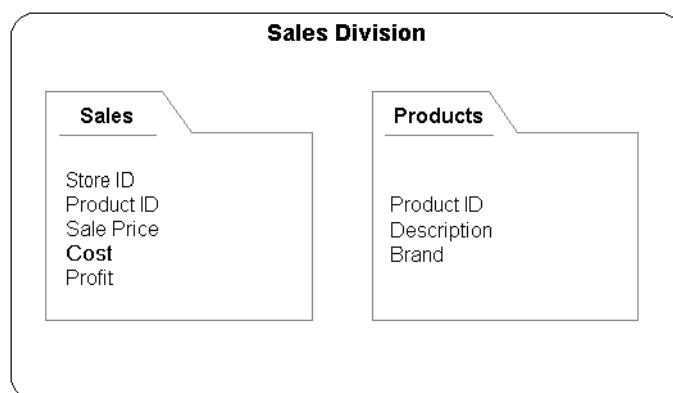 Sales Division
Sales
Store ID
Product ID
Sale Price
Cost
Profit
Products
Product ID
Description
Brand